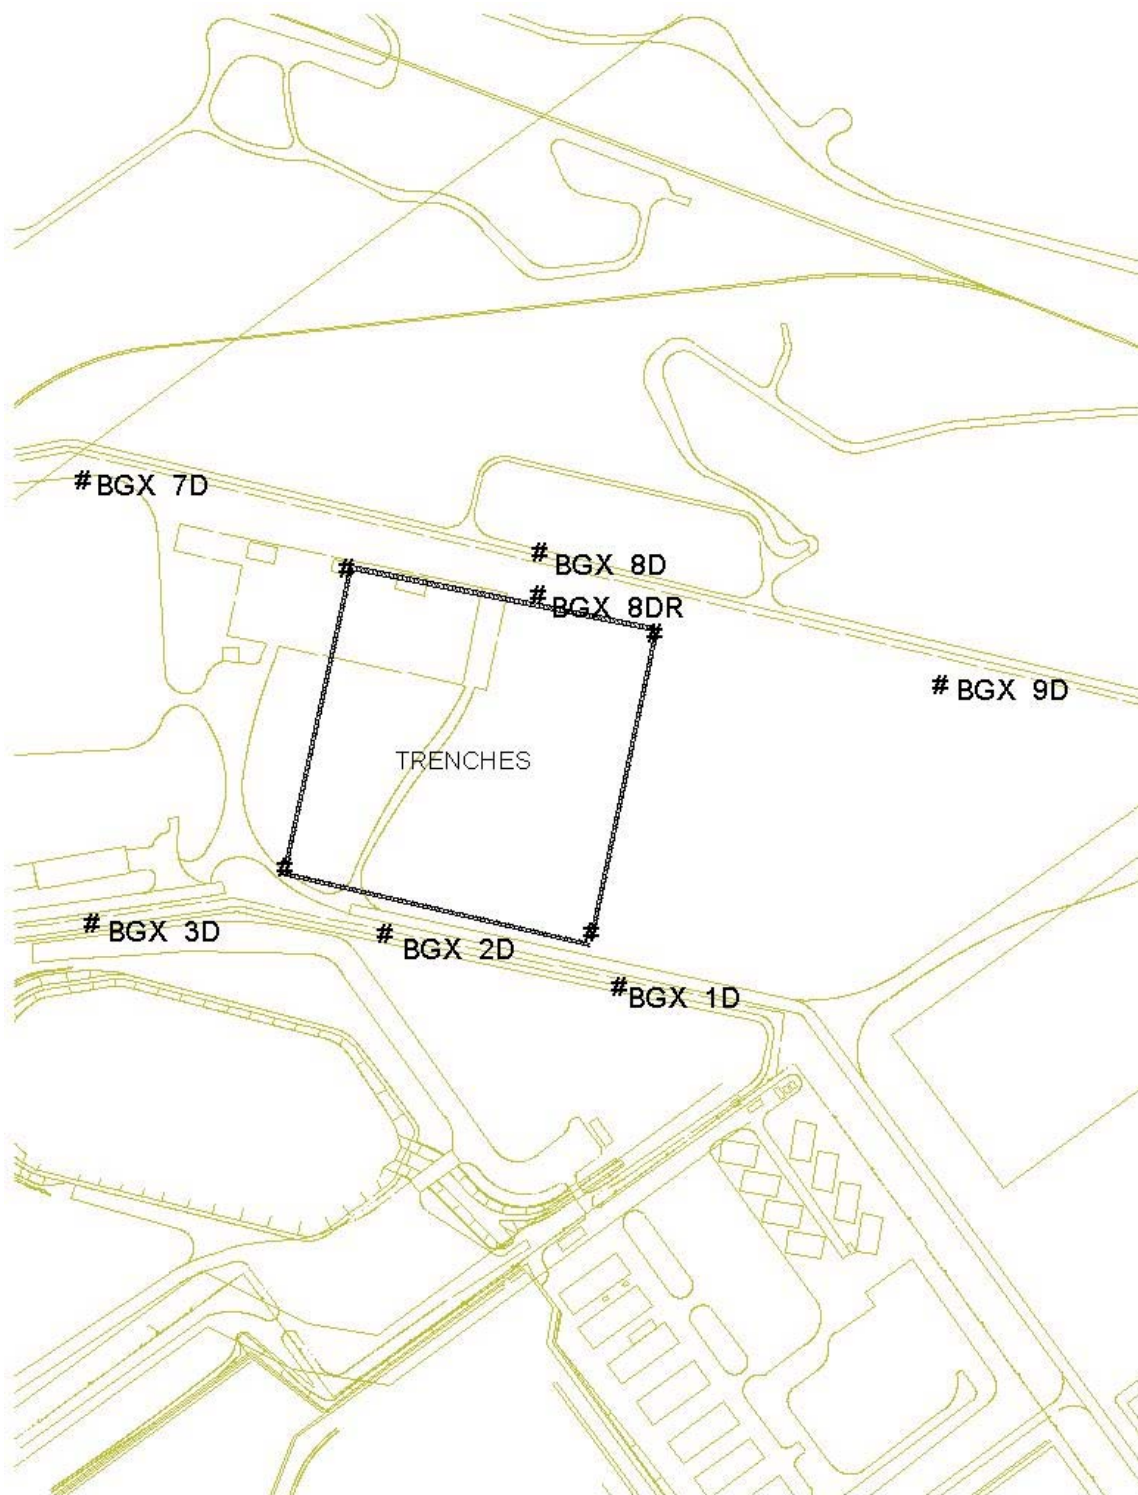 # BGX 7D
# BGX 8D
#
# BGX 8DR
#
# BGX 9D
TRENCHES
#
# BGX 3D
# BGX 2D
#
# BGX 1D